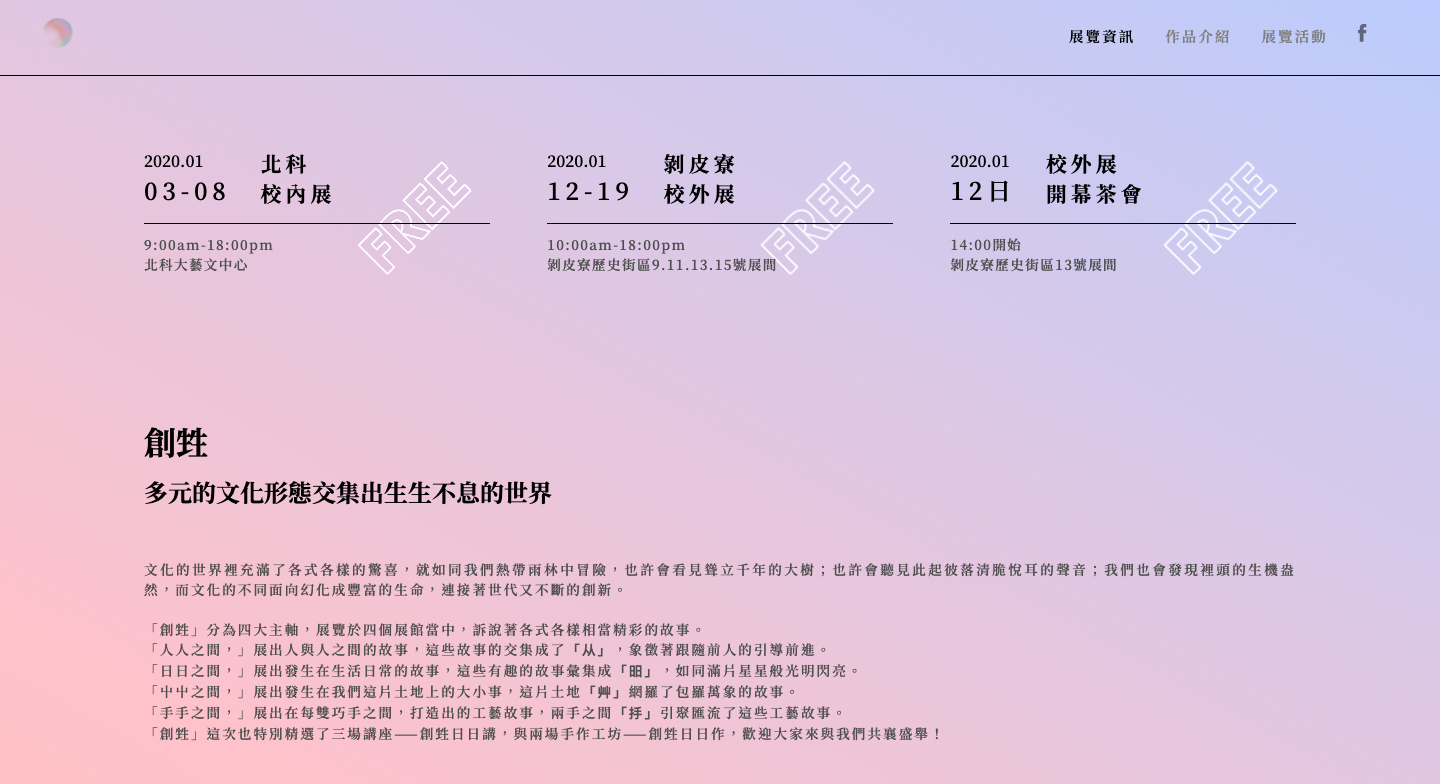 展覽資訊 作品介紹 展覽活動 f
2020.01
03-08
北科
校內展
FREE
9:00am-18:00pm
北科大藝文中心
2020.01
12-19
剝皮寮
校外展
FREE
10:00am-18:00pm
剝皮寮歷史街區9.11.13.15號展間
2020.01
12日
校外展
開幕茶會
FREE
14:00開始
剝皮寮歷史街區13號展間
創甡
多元的文化形態交集出生生不息的世界
文化的世界裡充滿了各式各樣的驚喜，就如同我們熱帶雨林中冒險，也許會看見聳立千年的大樹；也許會聽見此起彼落清脆悅耳的聲音；我們也會發現裡頭的生機盎
然，而文化的不同面向幻化成豐富的生命，連接著世代又不斷的創新。
「創甡」分為四大主軸，展覽於四個展館當中，訴說著各式各樣相當精彩的故事。
「人人之間，」展出人與人之間的故事，這些故事的交集成了「从」，象徵著跟隨前人的引導前進。
「日日之間，」展出發生在生活日常的故事，這些有趣的故事彙集成「昍」，如同滿片星星般光明閃亮。
「屮屮之間，」展出發生在我們這片土地上的大小事，這片土地「艸」網羅了包羅萬象的故事。
「手手之間，」展出在每雙巧手之間，打造出的工藝故事，兩手之間「抙」引聚匯流了這些工藝故事。
「創甡」這次也特別精選了三場講座——創甡日日講，與兩場手作工坊——創甡日日作，歡迎大家來與我們共襄盛舉！